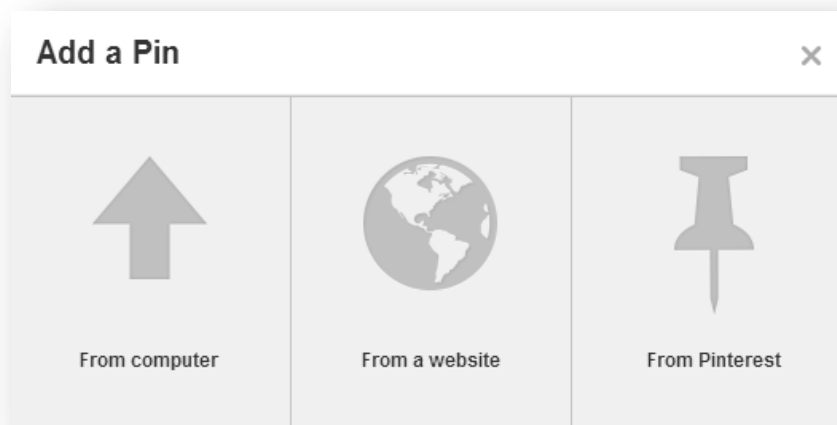 Add a Pin
From computer
From a website
From Pinterest